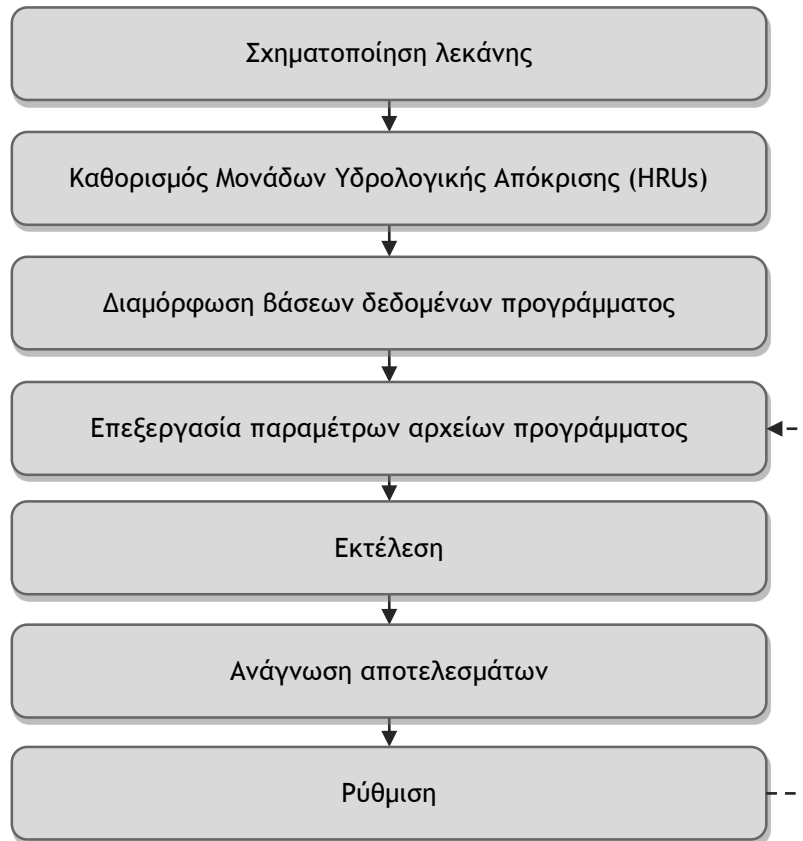 Σχηματοποίηση λεκάνης
Καθορισμός Μονάδων Υδρολογικής Απόκρισης (HRUs)
Διαμόρφωση βάσεων δεδομένων προγράμματος
Επεξεργασία παραμέτρων αρχείων προγράμματος
Εκτέλεση
Ανάγνωση αποτελεσμάτων
Ρύθμιση